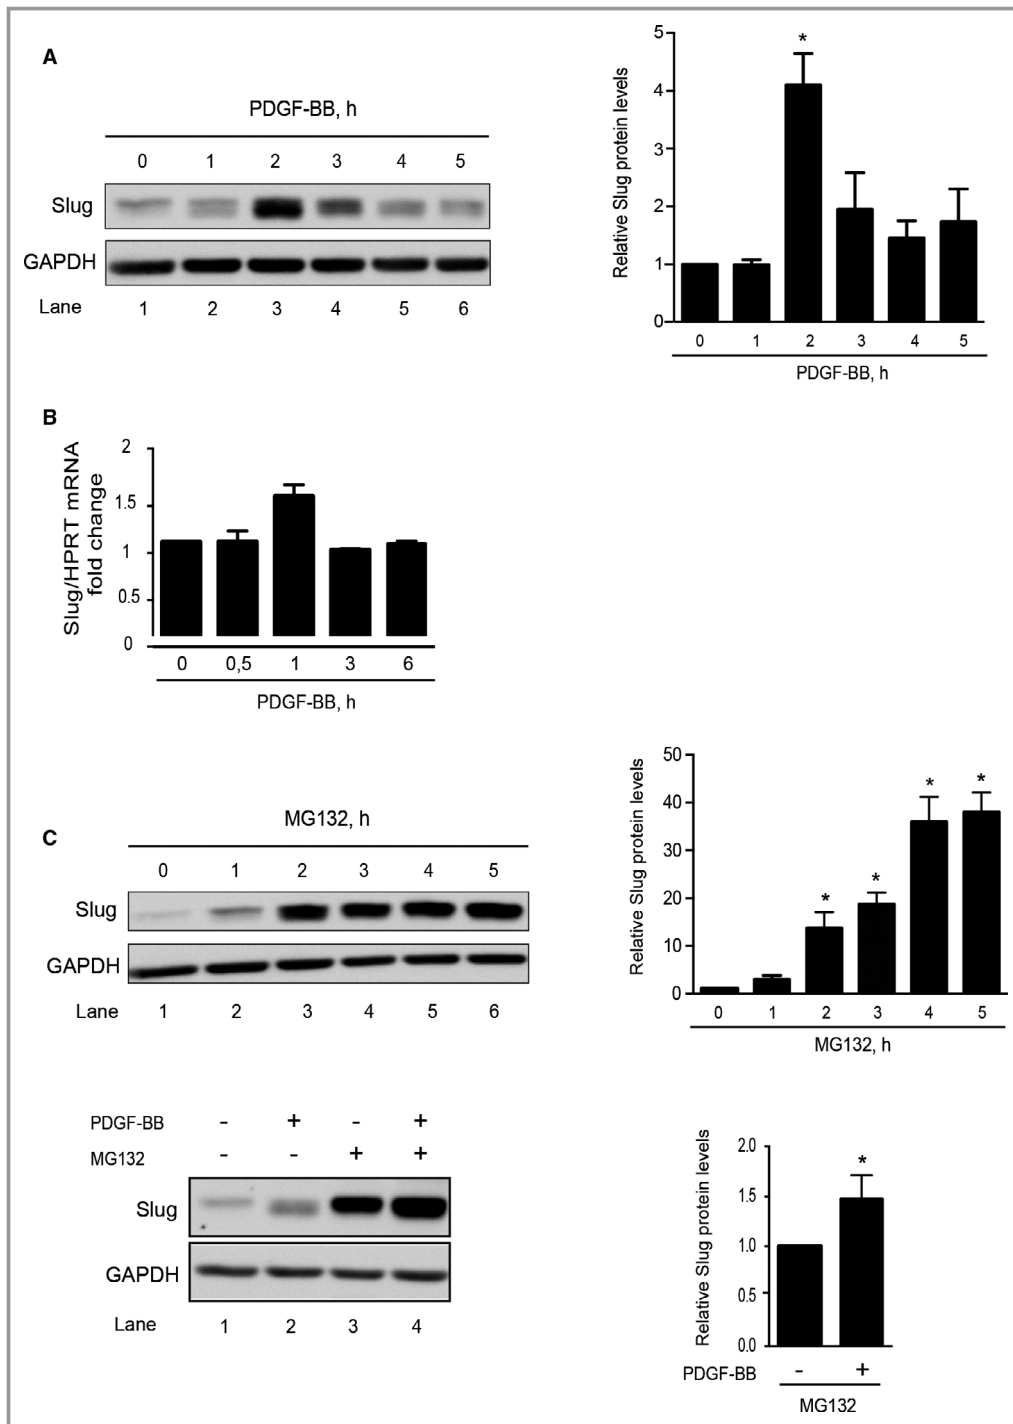 A
PDGF-BB, h
0 1 2 3 4 5
Slug
GAPDH
Lane 1 2 3 4 5 6
Relative Slug protein levels
5
4
3
2
1
0
*
0 1 2 3 4 5
PDGF-BB, h
B
Slug/HPRT mRNA
fold change
2
1.5
1
0.5
0
0 0,5 1 3 6
PDGF-BB, h
C
MG132, h
0 1 2 3 4 5
Slug
GAPDH
Lane 1 2 3 4 5 6
Relative Slug protein levels
50
40
30
20
10
0
* * * *
0 1 2 3 4 5
MG132, h
PDGF-BB - + - +
MG132 - - + +
Slug
GAPDH
Lane 1 2 3 4
Relative Slug protein levels
2.0
1.5
1.0
0.5
0.0
*
PDGF-BB - +
MG132